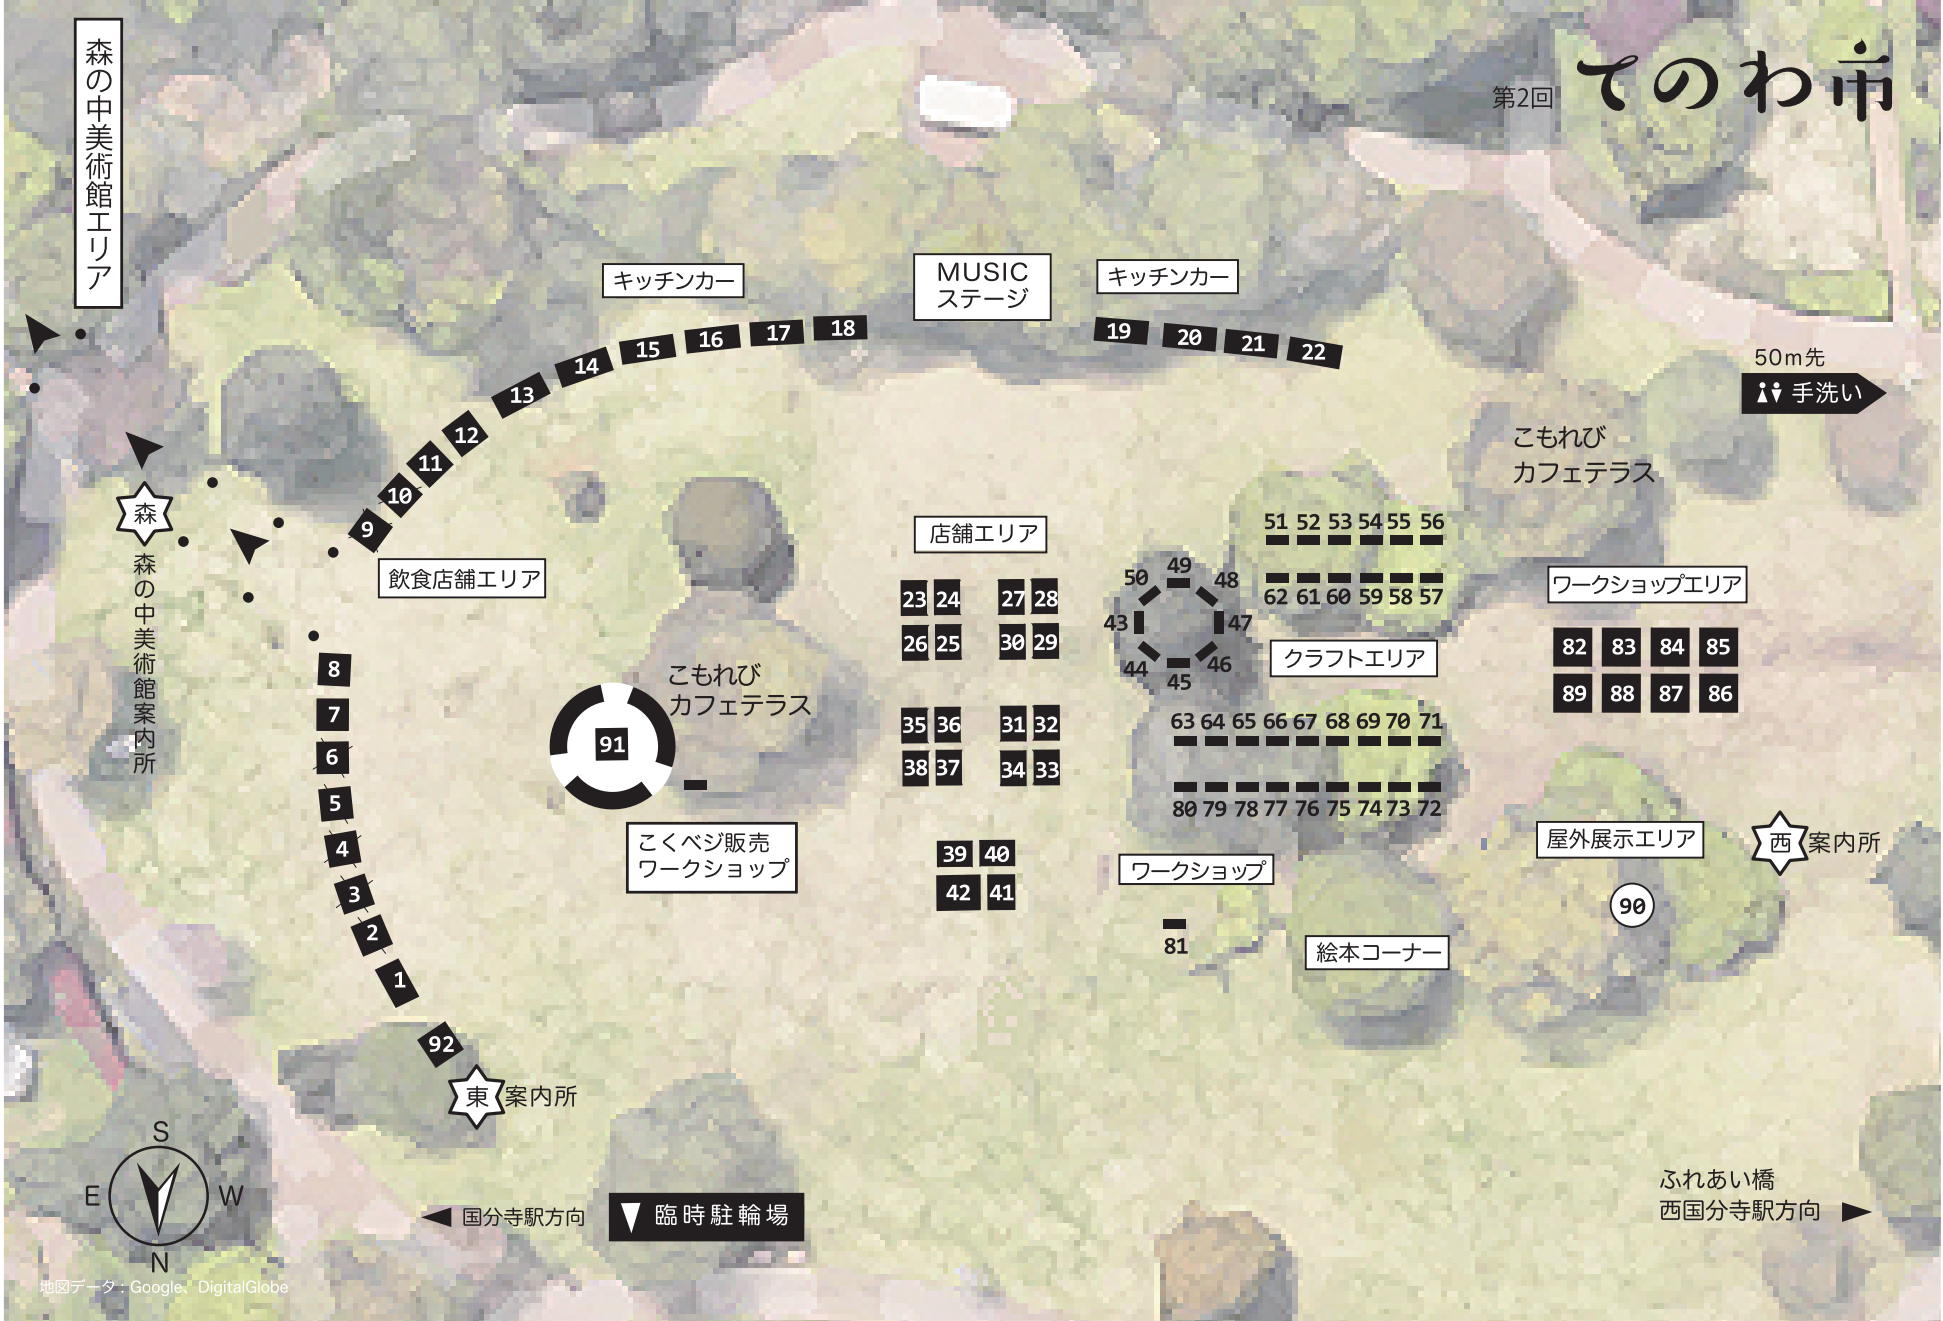 森の中美術館エリア
第2回 てのわ市
キッチンカー
MUSIC
ステージ
キッチンカー
13 14 15 16 17 18
19 20 21 22
50m先
手洗い
こもれび
カフェテラス
9 10 11 12
森
森の中美術館案内所
飲食店舗エリア
店舗エリア
23 24 27 28
26 25 30 29
35 36 31 32
38 37 34 33
39 40
42 41
50 49 48
43 47
44 45 46
51 52 53 54 55 56
62 61 60 59 58 57
クラフトエリア
63 64 65 66 67 68 69 70 71
80 79 78 77 76 75 74 73 72
ワークショップエリア
82 83 84 85
89 88 87 86
8
7
6
5
4
3
2
1
92
こもれび
カフェテラス
91
こくベジ販売
ワークショップ
ワークショップ
81
絵本コーナー
屋外展示エリア
90
西 案内所
東 案内所
S
E W
N
国分寺駅方向
臨時駐輪場
ふれあい橋
西国分寺駅方向
地図データ:Google、DigitalGlobe